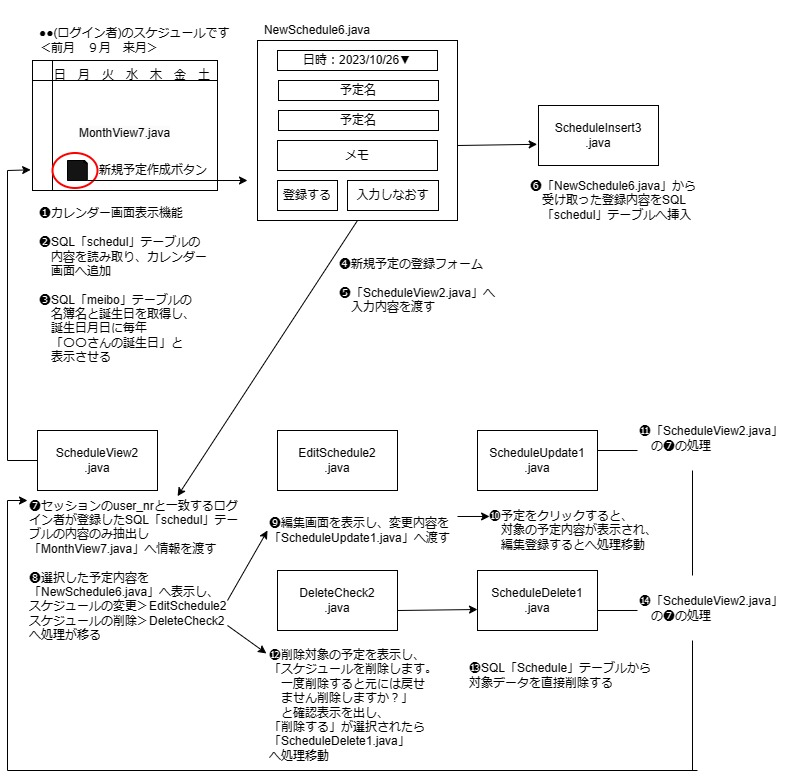 ●●(ログイン者)のスケジュールです
＜前月　９月　来月＞
日　月　火　水　木　金　土
MonthView7.java
新規予定作成ボタン
❶カレンダー画面表示機能
❷SQL「schedul」テーブルの
内容を読み取り、カレンダー
画面へ追加
❸SQL「meibo」テーブルの
名簿名と誕生日を取得し、
誕生日月日に毎年
「〇〇さんの誕生日」と
表示させる
NewSchedule6.java
日時：2023/10/26▼
予定名
予定名
メモ
登録する
入力しなおす
❹新規予定の登録フォーム
❺「ScheduleView2.java」へ
入力内容を渡す
ScheduleInsert3
.java
❻「NewSchedule6.java」から
受け取った登録内容をSQL
「schedul」テーブルへ挿入
ScheduleView2
.java
❼セッションのuser_nrと一致するログ
イン者が登録したSQL「schedul」テー
ブルの内容のみ抽出し
「MonthView7.java」へ情報を渡す
❽選択した予定内容を
「NewSchedule6.java」へ表示し、
スケジュールの変更＞EditSchedule2
スケジュールの削除＞DeleteCheck2
へ処理が移る
EditSchedule2
.java
❾編集画面を表示し、変更内容を
「ScheduleUpdate1.java」へ渡す
ScheduleUpdate1
.java
❿予定をクリックすると、
対象の予定内容が表示され、
編集登録するとへ処理移動
⓫「ScheduleView2.java」
の❼の処理
DeleteCheck2
.java
⓬削除対象の予定を表示し、
「スケジュールを削除します。
一度削除すると元には戻せ
ません削除しますか？」
と確認表示を出し、
「削除する」が選択されたら
「ScheduleDelete1.java」
へ処理移動
ScheduleDelete1
.java
⓭SQL「Schedule」テーブルから
対象データを直接削除する
⓮「ScheduleView2.java」
の❼の処理